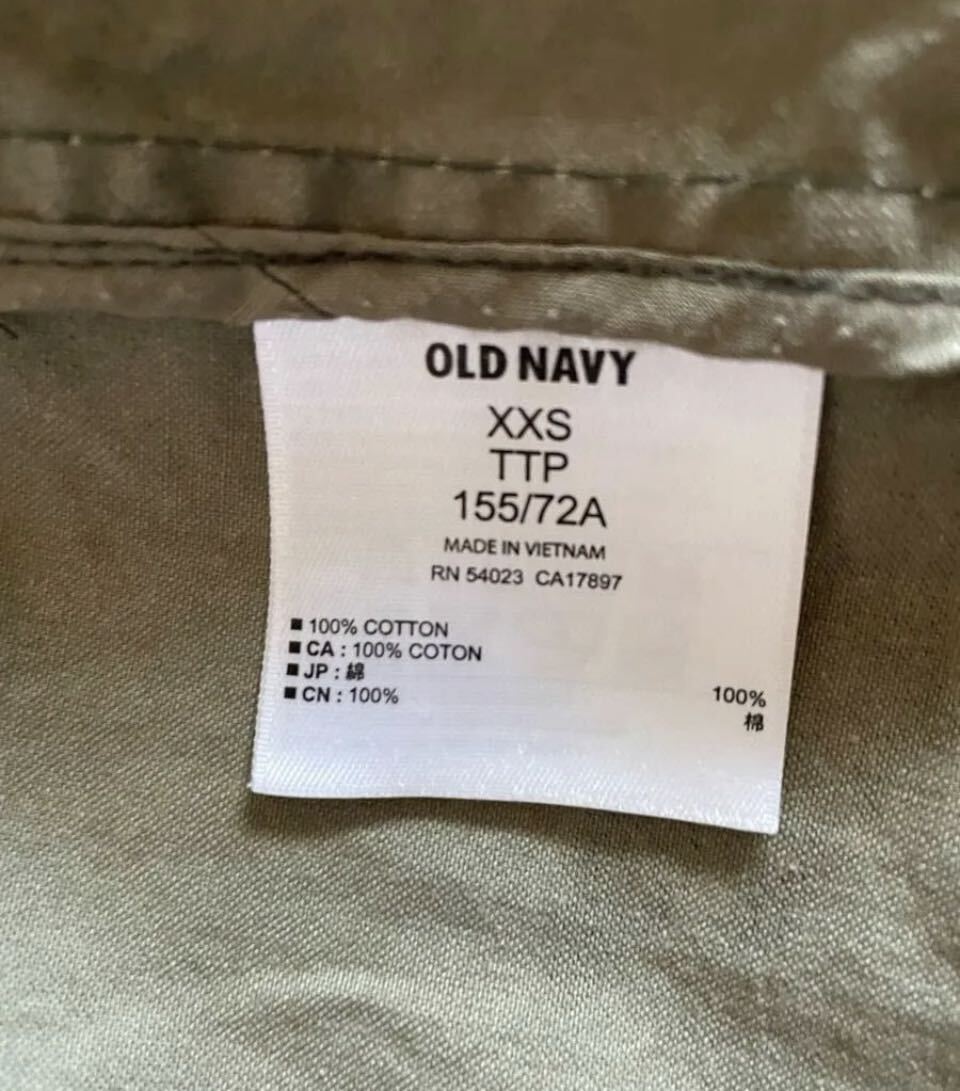 OLD NAVY
XXS
TTP
155/72A
MADE IN VIETNAM
RN 54023 CA17897
■ 100% COTTON
■ CA : 100% COTON
■ JP : 綿 100%
■ CN : 100% 棉